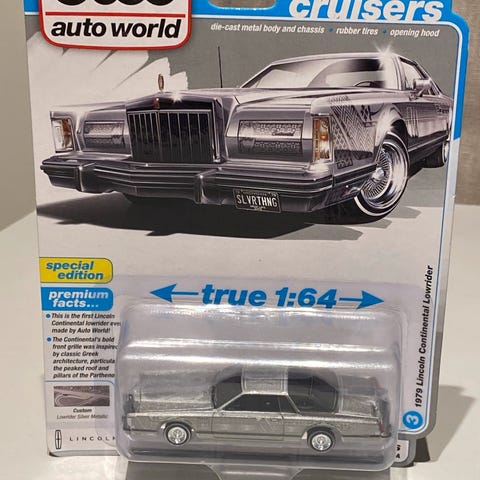 auto world
cruisers
die-cast metal body and chassis • rubber tires • opening hood
SLVRTHNG
special
edition
premium
facts...
true 1:64
• This is the first Lincoln
Continental lowrider ever
made by Auto World!
• The Continental's bold
front grille was inspired
by classic Greek
architecture, particula
the peaked roof and
pillars of the Partheno
Custom
Lowrider Silver Metallic
LINCOLN
3 1979 Lincoln Continental Lowrider